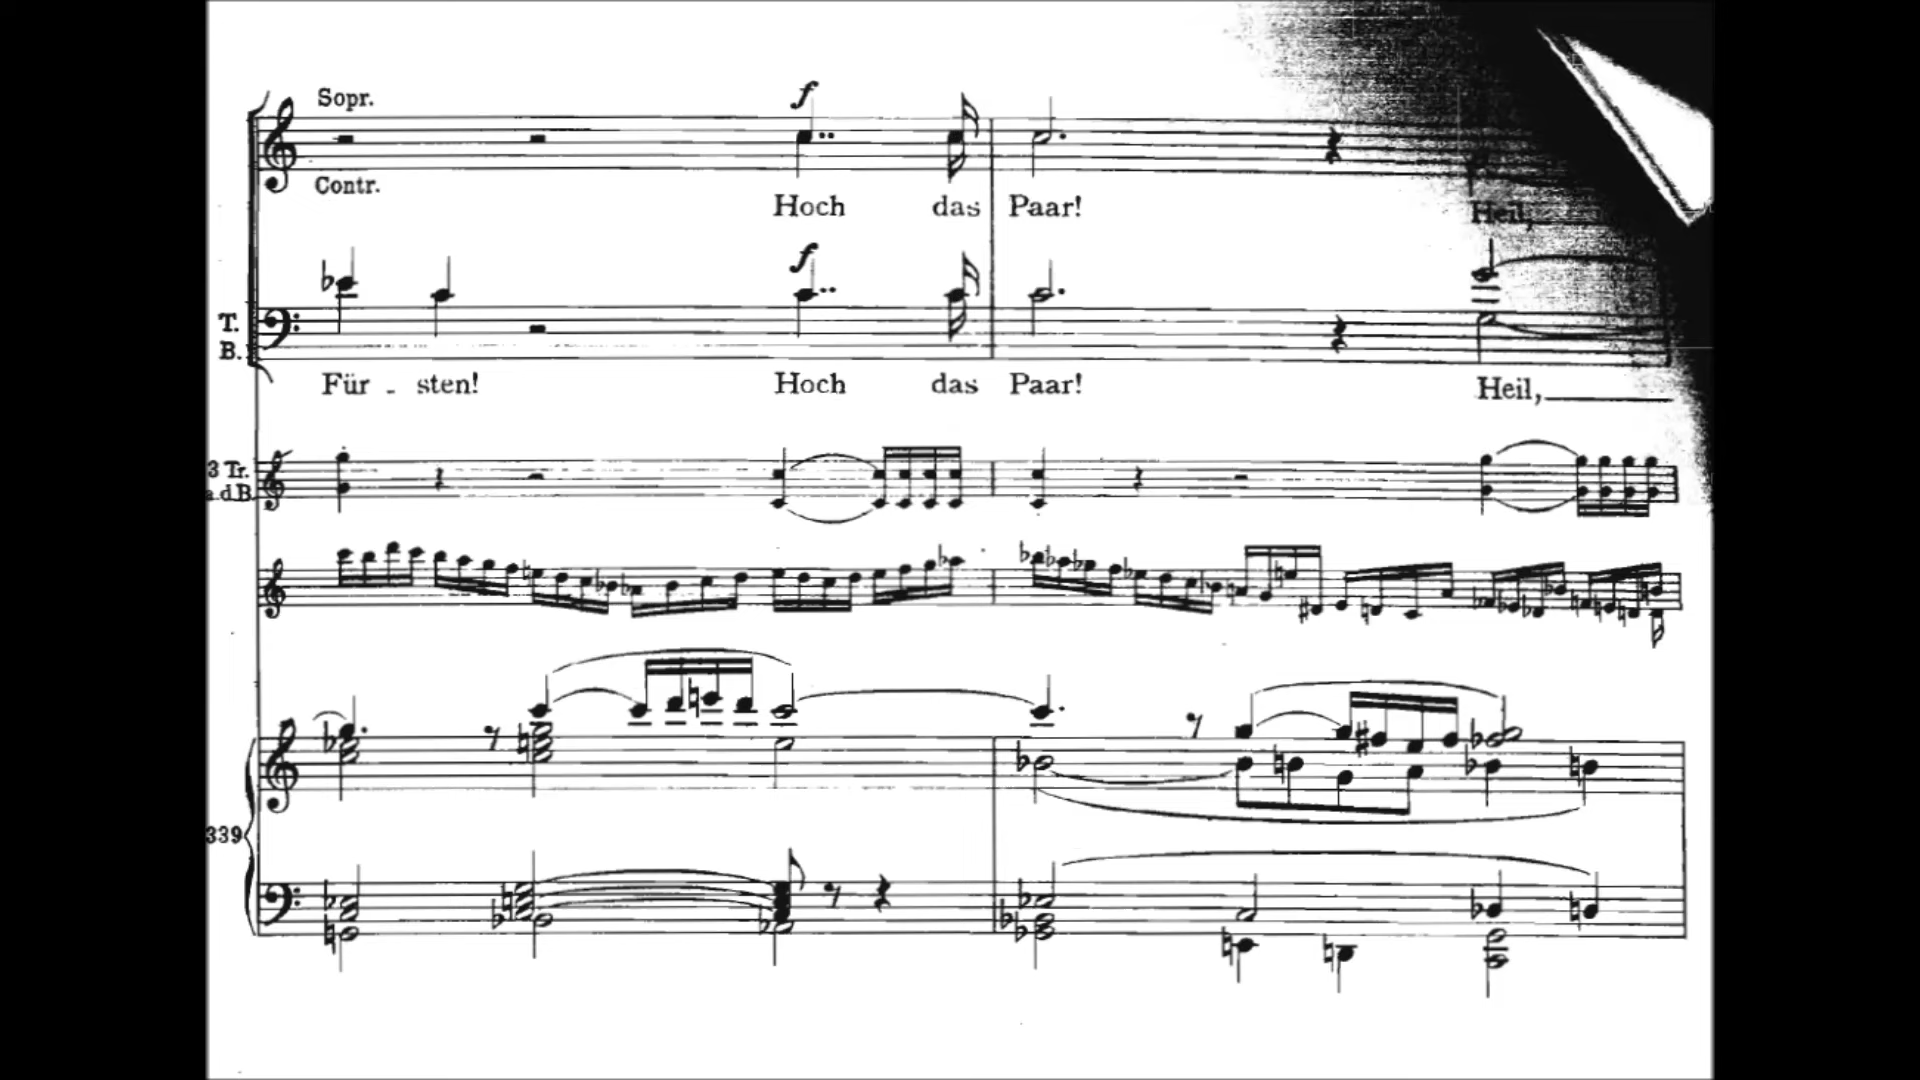 Sopr.
f
Contr.
Hoch das Paar! Heil,
f
T.
B.
Für - sten! Hoch das Paar! Heil,
3 Tr.
a d B.
339